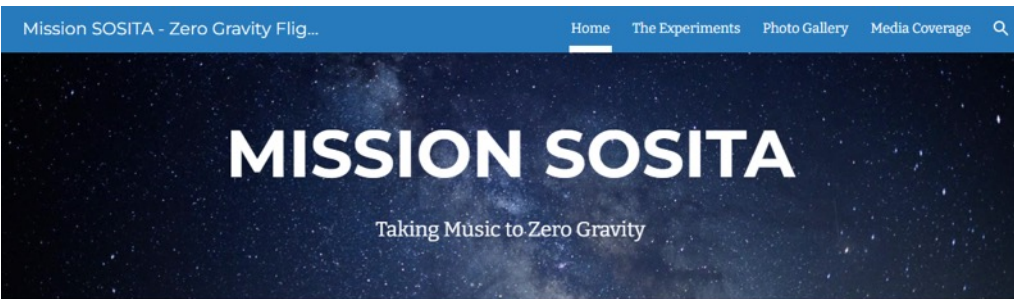 Mission SOSITA - Zero Gravity Flig... Home The Experiments Photo Gallery Media Coverage
MISSION SOSITA
Taking Music to Zero Gravity